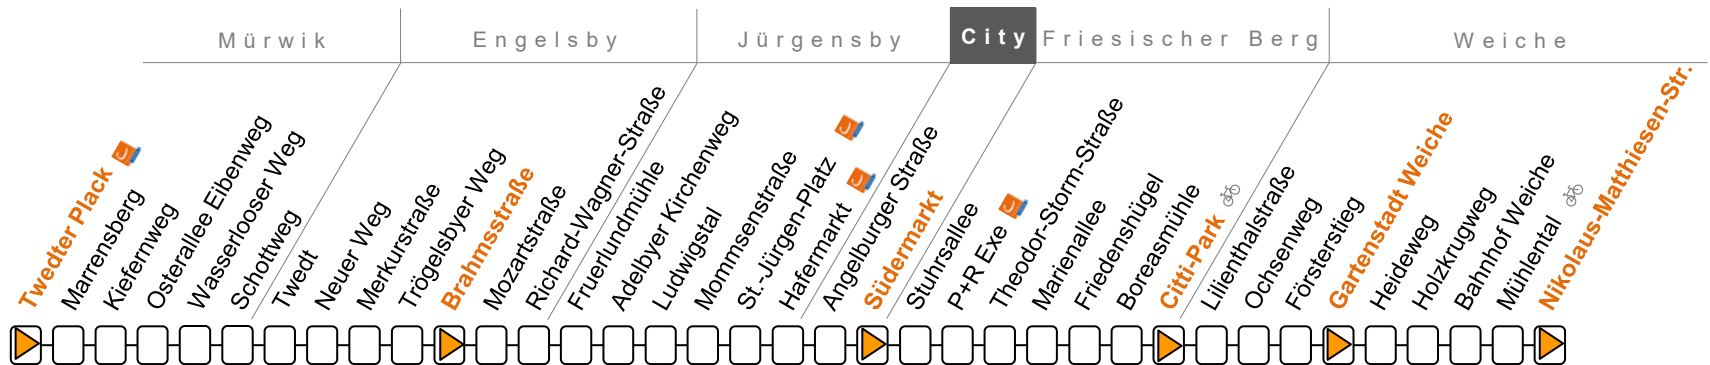 Mürwik
Engelsby
Jürgensby
City
Friesischer Berg
Weiche
Twedter Plack
Marrensberg
Kiefernweg
Osterallee Eibenweg
Wasserlooser Weg
Schottweg
Twedt
Neuer Weg
Merkurstraße
Trögelsbyer Weg
Brahmsstraße
Mozartstraße
Richard-Wagner-Straße
Fruerlundmühle
Adelbyer Kirchenweg
Ludwigstal
Mommsenstraße
St.-Jürgen-Platz
Hafermarkt
Angelburger Straße
Südermarkt
Stuhrsallee
P+R Exe
Theodor-Storm-Straße
Marienallee
Friedenshügel
Boreasmühle
Citti-Park
Lilienthalstraße
Ochsenweg
Försterstieg
Gartenstadt Weiche
Heideweg
Holzkrugweg
Bahnhof Weiche
Mühlental
Nikolaus-Matthiesen-Str.